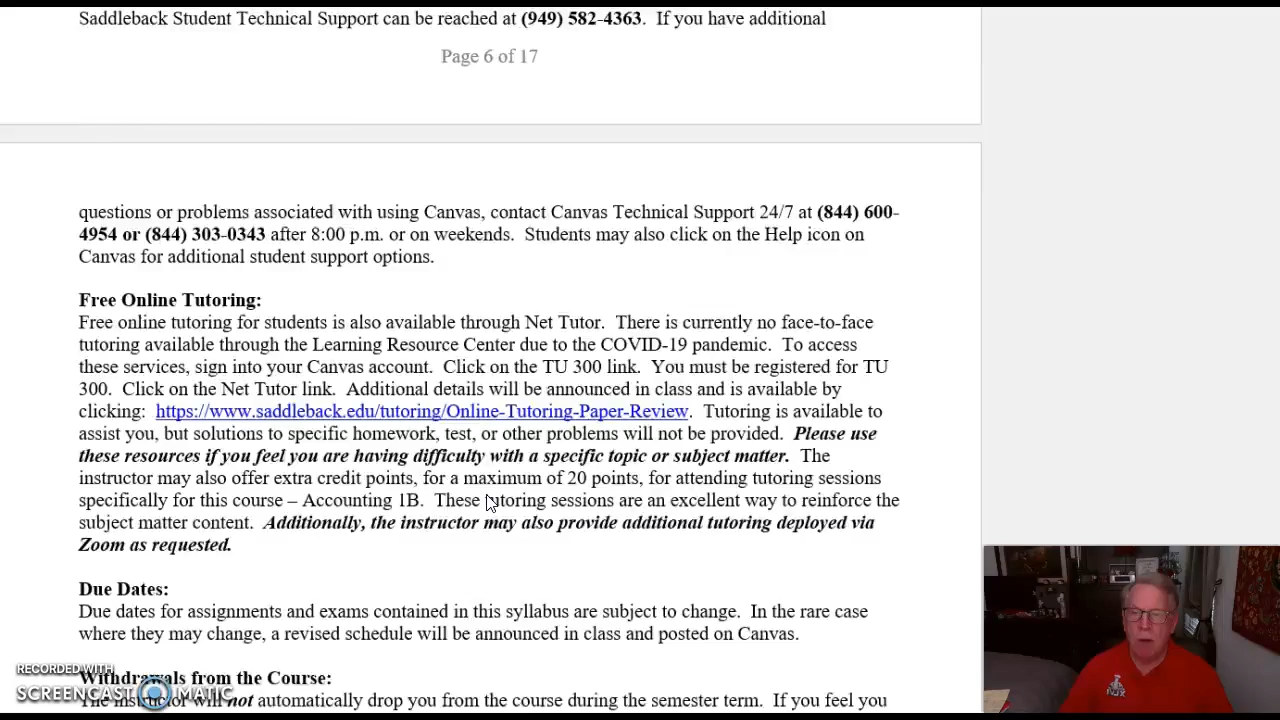 Saddleback Student Technical Support can be reached at (949) 582-4363. If you have additional
Page 6 of 17
questions or problems associated with using Canvas, contact Canvas Technical Support 24/7 at (844) 600-
4954 or (844) 303-0343 after 8:00 p.m. or on weekends. Students may also click on the Help icon on
Canvas for additional student support options.
Free Online Tutoring:
Free online tutoring for students is also available through Net Tutor. There is currently no face-to-face
tutoring available through the Learning Resource Center due to the COVID-19 pandemic. To access
these services, sign into your Canvas account. Click on the TU 300 link. You must be registered for TU
300. Click on the Net Tutor link. Additional details will be announced in class and is available by
clicking: https://www.saddleback.edu/tutoring/Online-Tutoring-Paper-Review. Tutoring is available to
assist you, but solutions to specific homework, test, or other problems will not be provided. Please use
these resources if you feel you are having difficulty with a specific topic or subject matter. The
instructor may also offer extra credit points, for a maximum of 20 points, for attending tutoring sessions
specifically for this course – Accounting 1B. These tutoring sessions are an excellent way to reinforce the
subject matter content. Additionally, the instructor may also provide additional tutoring deployed via
Zoom as requested.
Due Dates:
Due dates for assignments and exams contained in this syllabus are subject to change. In the rare case
where they may change, a revised schedule will be announced in class and posted on Canvas.
Withdrawals from the Course:
The instructor will not automatically drop you from the course during the semester term. If you feel you
RECORDED WITH
SCREENCAST MATIC